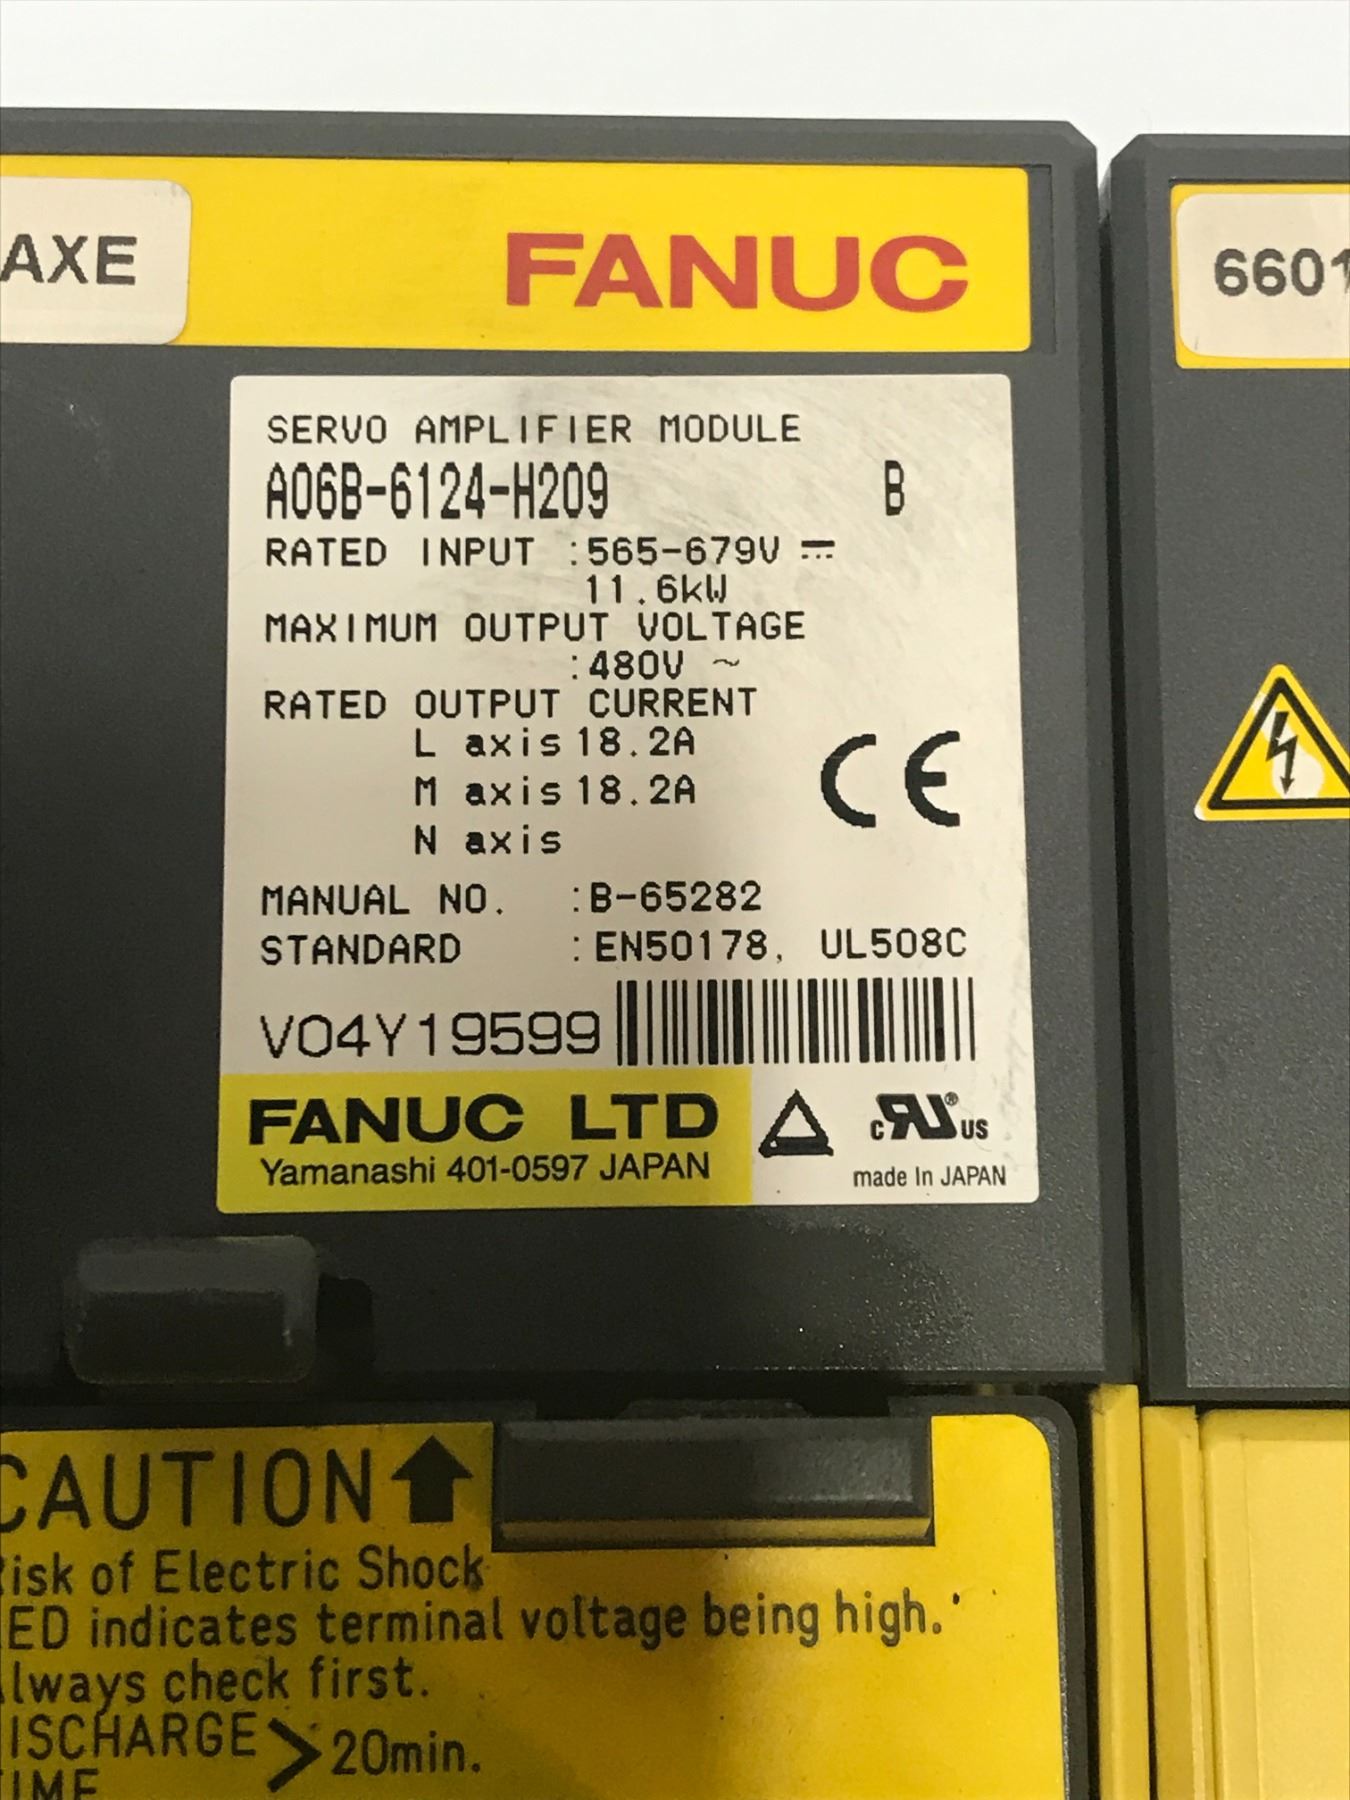 AXE
FANUC
6601
SERVO AMPLIFIER MODULE
A06B-6124-H209 B
RATED INPUT :565-679V ⎓
11.6kW
MAXIMUM OUTPUT VOLTAGE
:480V ~
RATED OUTPUT CURRENT
L axis 18.2A
M axis 18.2A
N axis
CE
MANUAL NO. :B-65282
STANDARD :EN50178, UL508C
V04Y19599
FANUC LTD
Yamanashi 401-0597 JAPAN
c RU ® US
made In JAPAN
CAUTION
Risk of Electric Shock
LED indicates terminal voltage being high.
Always check first.
DISCHARGE > 20min.
TIME